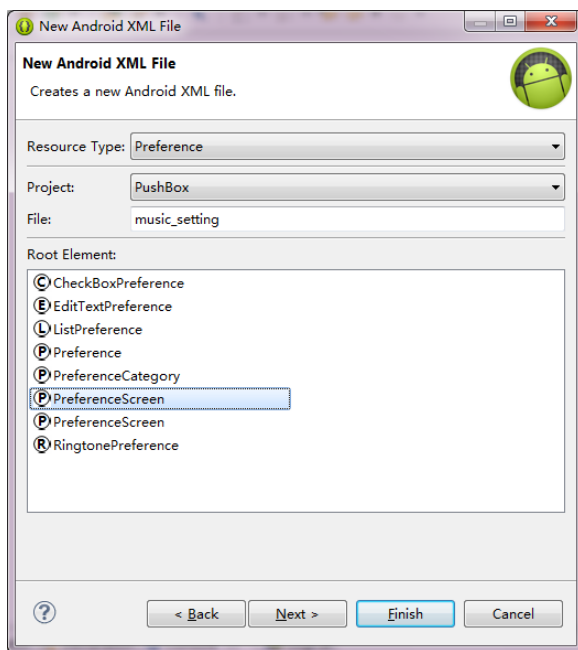 New Android XML File
New Android XML File
Creates a new Android XML file.
Resource Type: Preference
Project: PushBox
File: music_setting
Root Element:
C CheckBoxPreference
E EditTextPreference
L ListPreference
P Preference
P PreferenceCategory
P PreferenceScreen
P PreferenceScreen
R RingtonePreference
? < Back Next > Finish Cancel